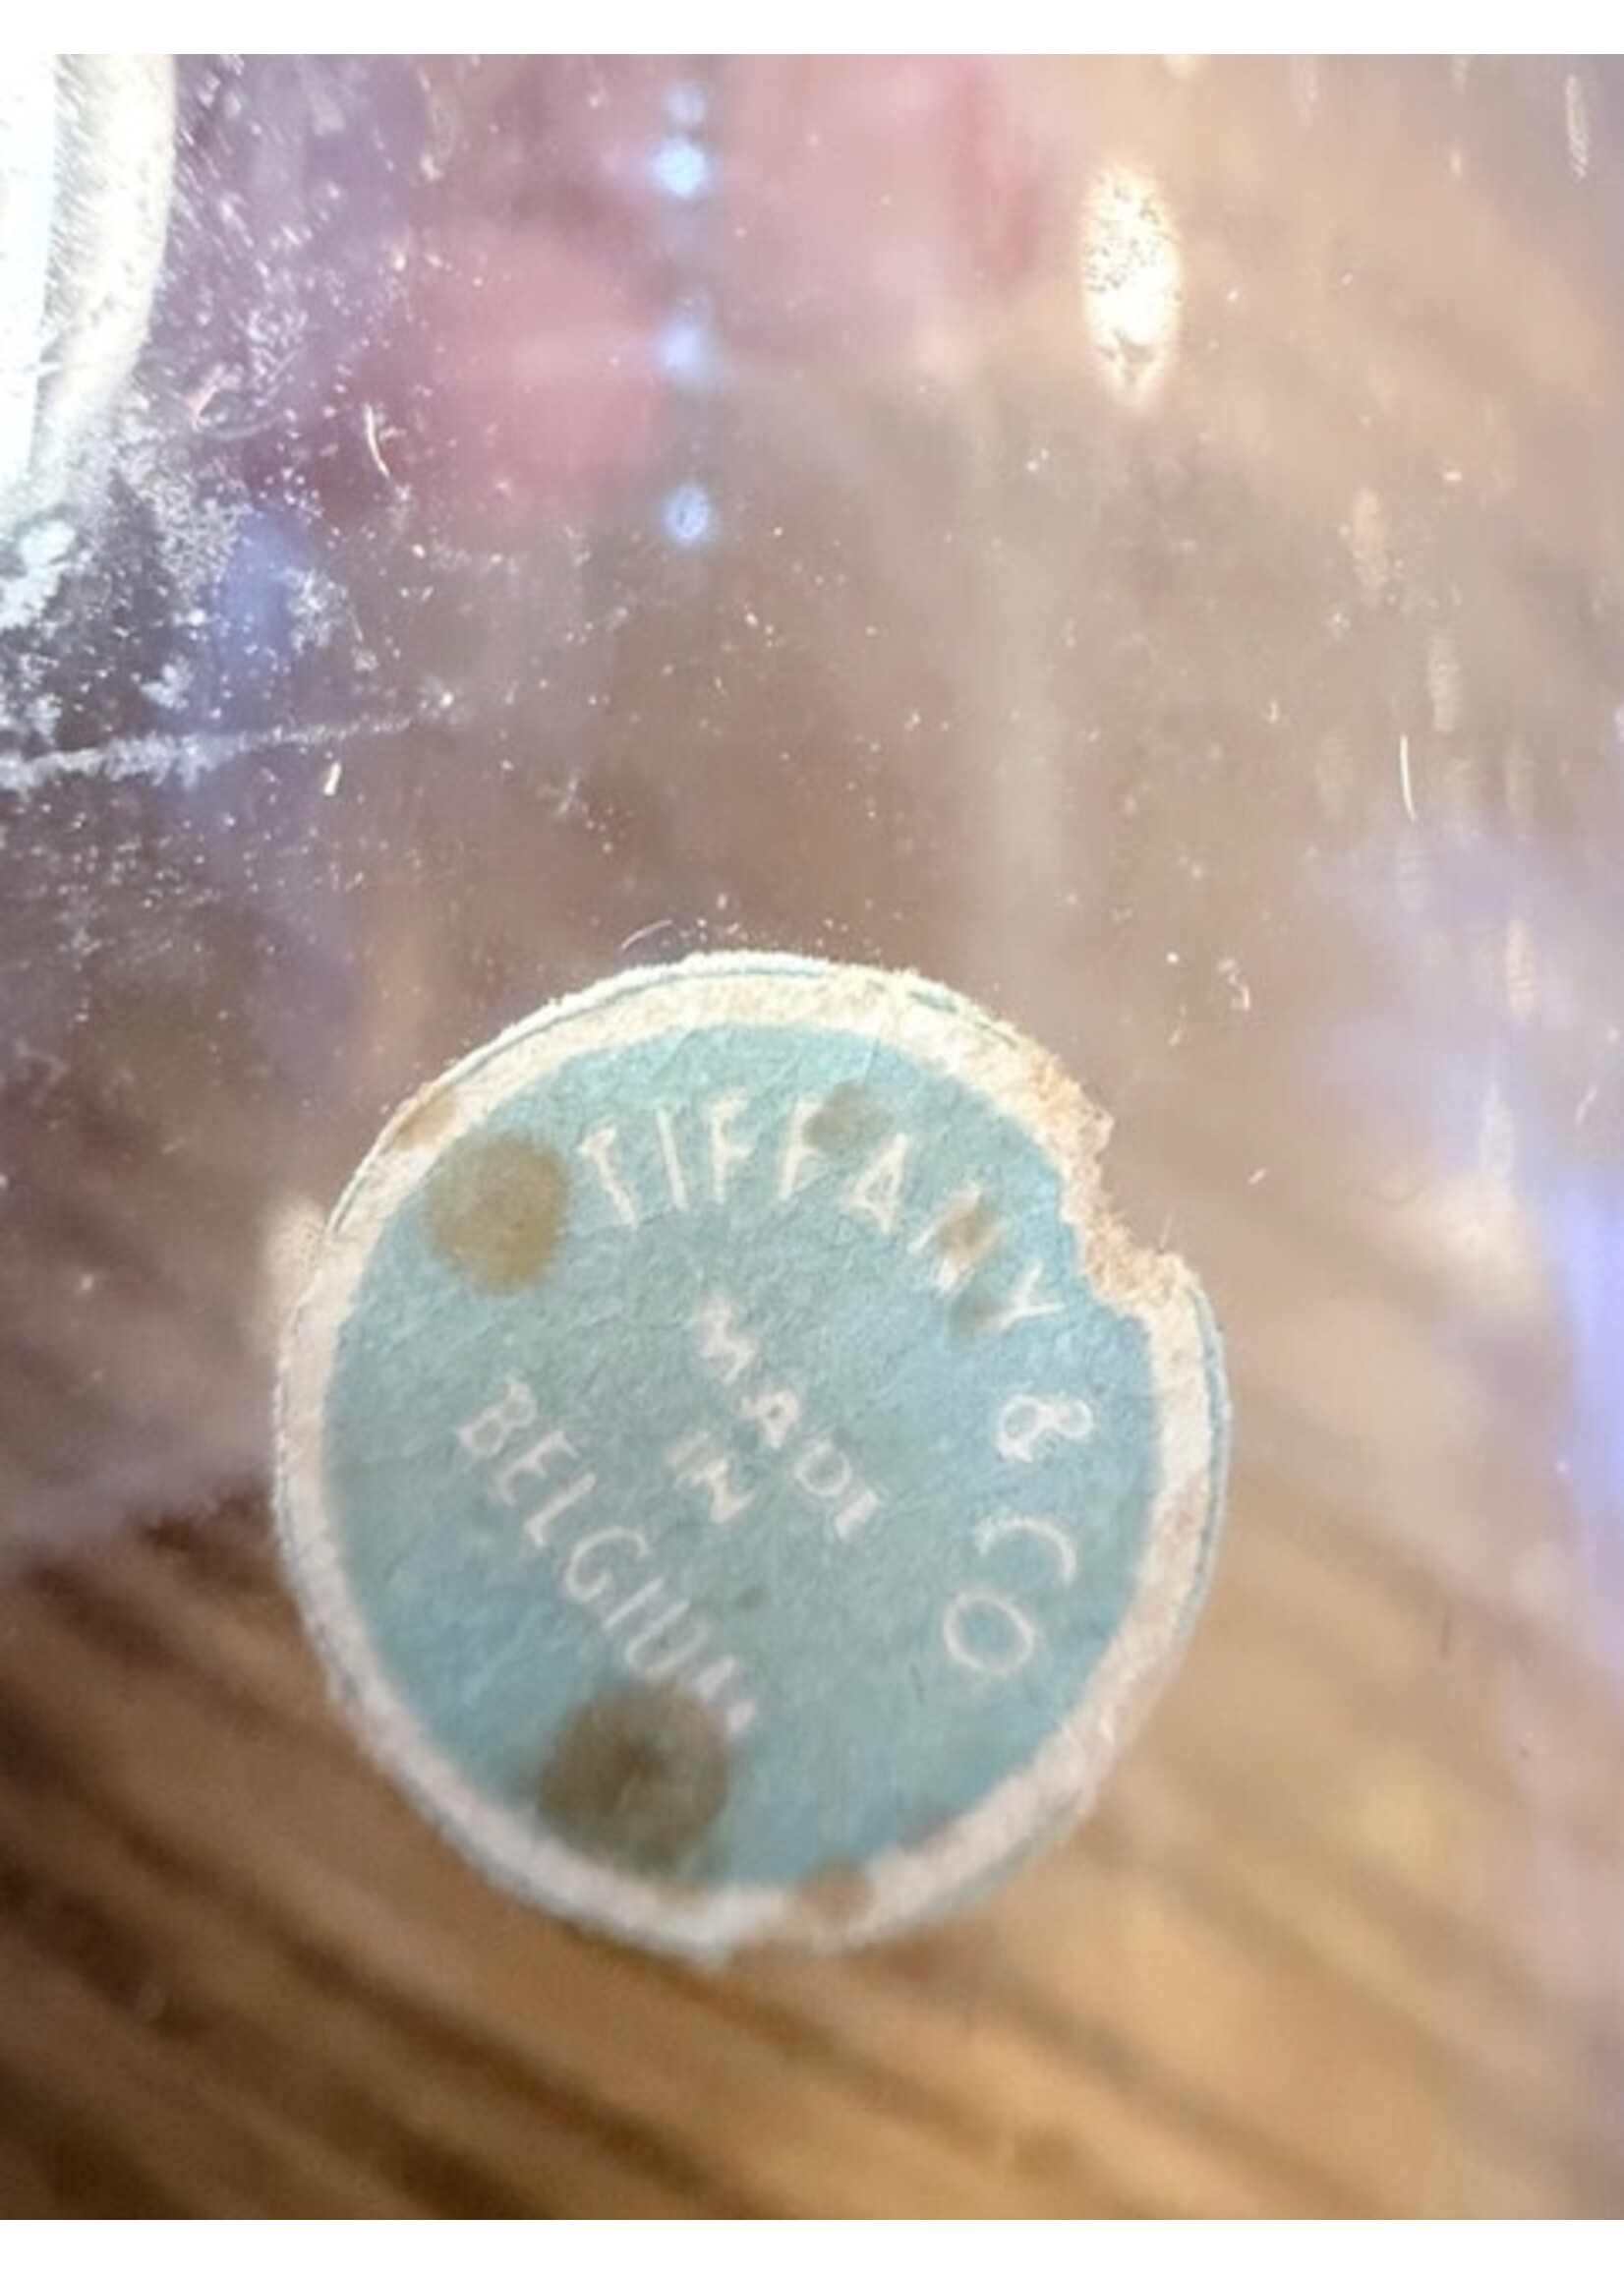 TIFFANY & CO
MADE
IN
BELGIUM